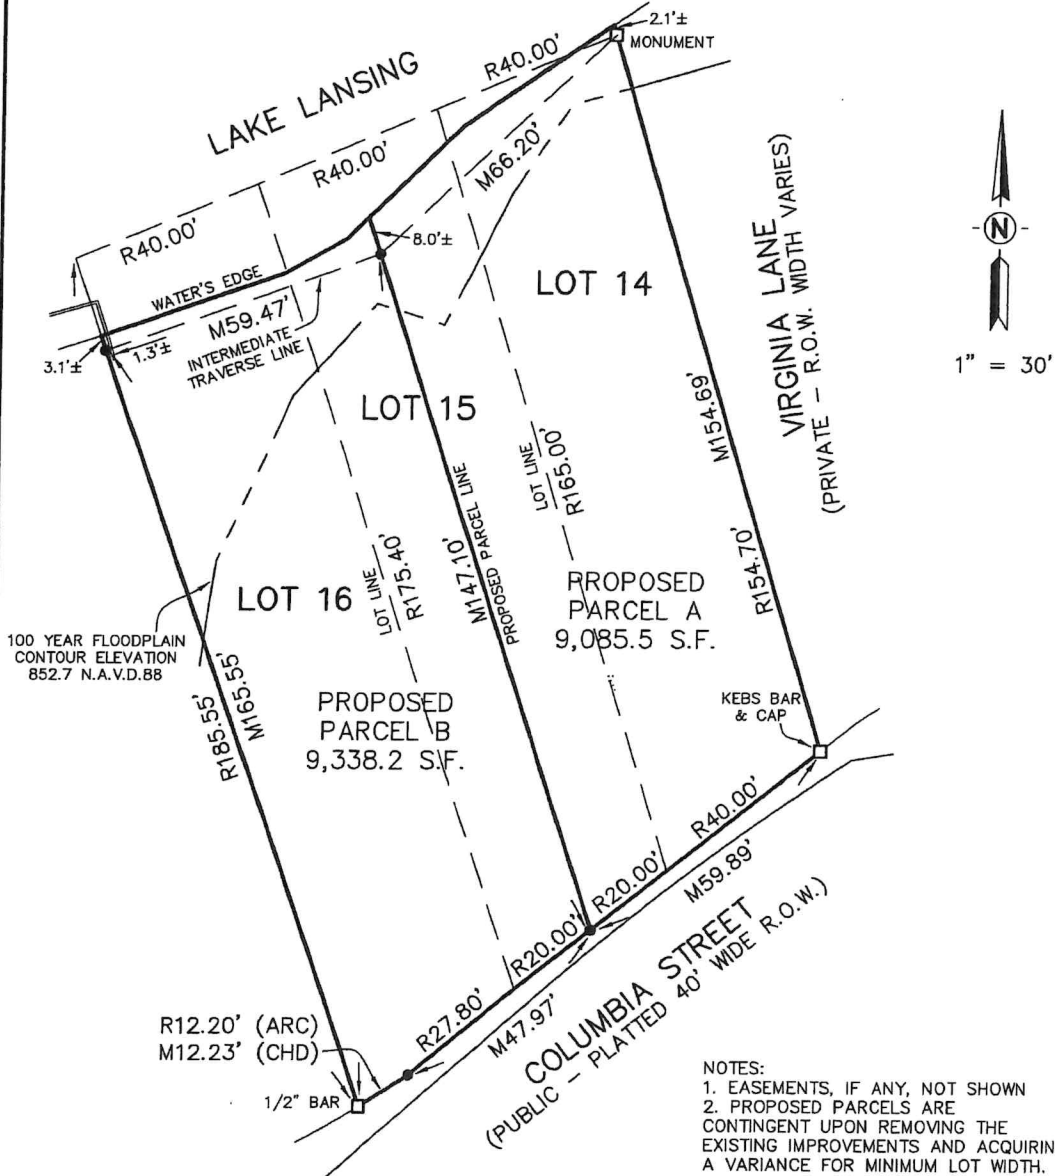 2.1'±
MONUMENT
R40.00'
LAKE LANSING
R40.00'
M66.20'
R40.00'
8.0'±
WATER'S EDGE
M59.47'
INTERMEDIATE
TRAVERSE LINE
3.1'±
1.3'±
LOT 14
VIRGINIA LANE
(PRIVATE - R.O.W. WIDTH VARIES)
N
1" = 30'
LOT 15
M154.69'
R154.70'
LOT LINE
R165.00'
M147.10'
PROPOSED PARCEL LINE
LOT LINE
R175.40'
LOT 16
PROPOSED
PARCEL A
9,085.5 S.F.
100 YEAR FLOODPLAIN
CONTOUR ELEVATION
852.7 N.A.V.D.88
R185.55'
M165.55'
PROPOSED
PARCEL B
9,338.2 S.F.
KEBS BAR
& CAP
R40.00'
R20.00'
M59.89'
R20.00'
R27.80'
M47.97'
COLUMBIA STREET
(PUBLIC - PLATTED 40' WIDE R.O.W.)
R12.20' (ARC)
M12.23' (CHD)
1/2" BAR
NOTES:
1. EASEMENTS, IF ANY, NOT SHOWN
2. PROPOSED PARCELS ARE
CONTINGENT UPON REMOVING THE
EXISTING IMPROVEMENTS AND ACQUIRIN
A VARIANCE FOR MINIMUM LOT WIDTH.